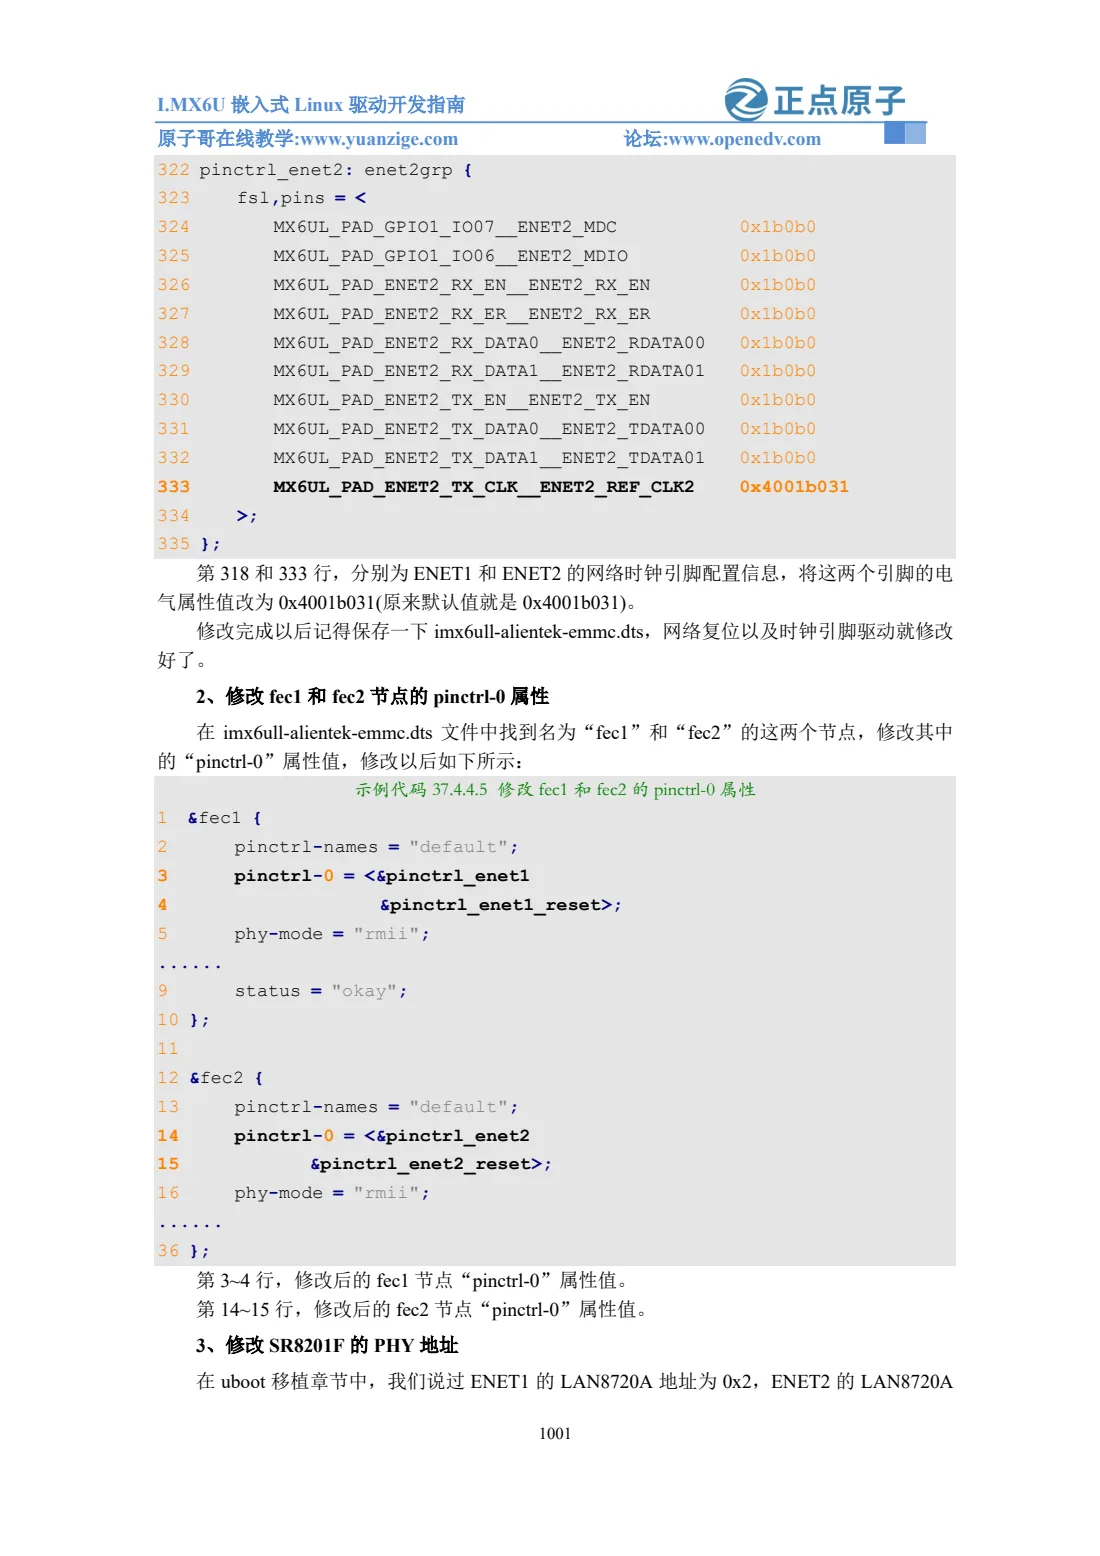 I.MX6U 嵌入式 Linux 驱动开发指南
正点原子
原子哥在线教学:www.yuanzige.com 论坛:www.openedv.com
322 pinctrl_enet2: enet2grp {
323 fsl,pins = <
324 MX6UL_PAD_GPIO1_IO07__ENET2_MDC 0x1b0b0
325 MX6UL_PAD_GPIO1_IO06__ENET2_MDIO 0x1b0b0
326 MX6UL_PAD_ENET2_RX_EN__ENET2_RX_EN 0x1b0b0
327 MX6UL_PAD_ENET2_RX_ER__ENET2_RX_ER 0x1b0b0
328 MX6UL_PAD_ENET2_RX_DATA0__ENET2_RDATA00 0x1b0b0
329 MX6UL_PAD_ENET2_RX_DATA1__ENET2_RDATA01 0x1b0b0
330 MX6UL_PAD_ENET2_TX_EN__ENET2_TX_EN 0x1b0b0
331 MX6UL_PAD_ENET2_TX_DATA0__ENET2_TDATA00 0x1b0b0
332 MX6UL_PAD_ENET2_TX_DATA1__ENET2_TDATA01 0x1b0b0
333 MX6UL_PAD_ENET2_TX_CLK__ENET2_REF_CLK2 0x4001b031
334 >;
335 };
第 318 和 333 行，分别为 ENET1 和 ENET2 的网络时钟引脚配置信息，将这两个引脚的电
气属性值改为 0x4001b031(原来默认值就是 0x4001b031)。
修改完成以后记得保存一下 imx6ull-alientek-emmc.dts，网络复位以及时钟引脚驱动就修改
好了。
2、修改 fec1 和 fec2 节点的 pinctrl-0 属性
在 imx6ull-alientek-emmc.dts 文件中找到名为“fec1”和“fec2”的这两个节点，修改其中
的“pinctrl-0”属性值，修改以后如下所示：
示例代码 37.4.4.5 修改 fec1 和 fec2 的 pinctrl-0 属性
1 &fec1 {
2 pinctrl-names = "default";
3 pinctrl-0 = <&pinctrl_enet1
4 &pinctrl_enet1_reset>;
5 phy-mode = "rmii";
......
9 status = "okay";
10 };
11
12 &fec2 {
13 pinctrl-names = "default";
14 pinctrl-0 = <&pinctrl_enet2
15 &pinctrl_enet2_reset>;
16 phy-mode = "rmii";
......
36 };
第 3~4 行，修改后的 fec1 节点“pinctrl-0”属性值。
第 14~15 行，修改后的 fec2 节点“pinctrl-0”属性值。
3、修改 SR8201F 的 PHY 地址
在 uboot 移植章节中，我们说过 ENET1 的 LAN8720A 地址为 0x2，ENET2 的 LAN8720A
1001